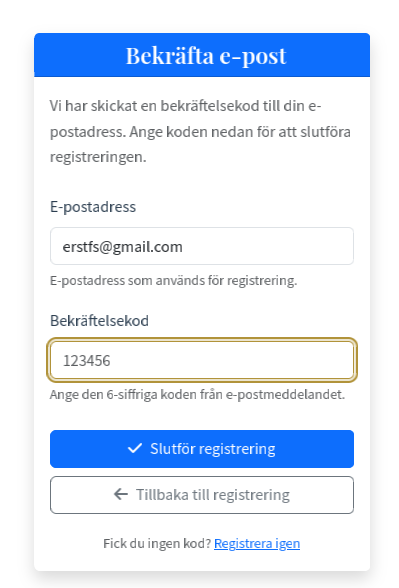 Bekräfta e-post
Vi har skickat en bekräftelsekod till din e-
postadress. Ange koden nedan för att slutföra
registreringen.
E-postadress
erstfs@gmail.com
E-postadress som används för registrering.
Bekräftelsekod
123456
Ange den 6-siffriga koden från e-postmeddelandet.
Slutför registrering
Tillbaka till registrering
Fick du ingen kod? Registrera igen